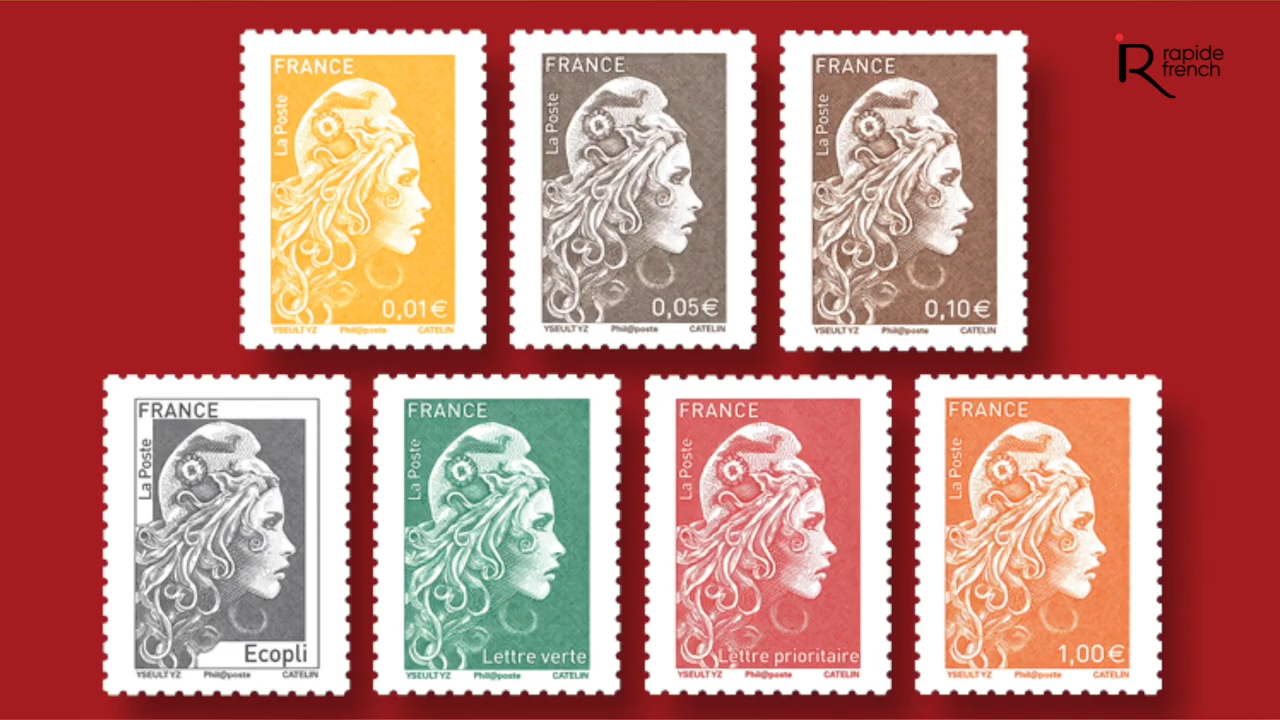 rapide
french
FRANCE
La Poste
0,01€
YSEULT YZ Phil@poste CATELIN
FRANCE
La Poste
0,05€
YSEULT YZ Phil@poste CATELIN
FRANCE
La Poste
0,10€
YSEULT YZ Phil@poste CATELIN
FRANCE
La Poste
Ecopli
YSEULT YZ Phil@poste CATELIN
FRANCE
La Poste
Lettre verte
YSEULT YZ Phil@poste CATELIN
FRANCE
La Poste
Lettre prioritaire
YSEULT YZ Phil@poste CATELIN
FRANCE
La Poste
1,00€
YSEULT YZ Phil@poste CATELIN